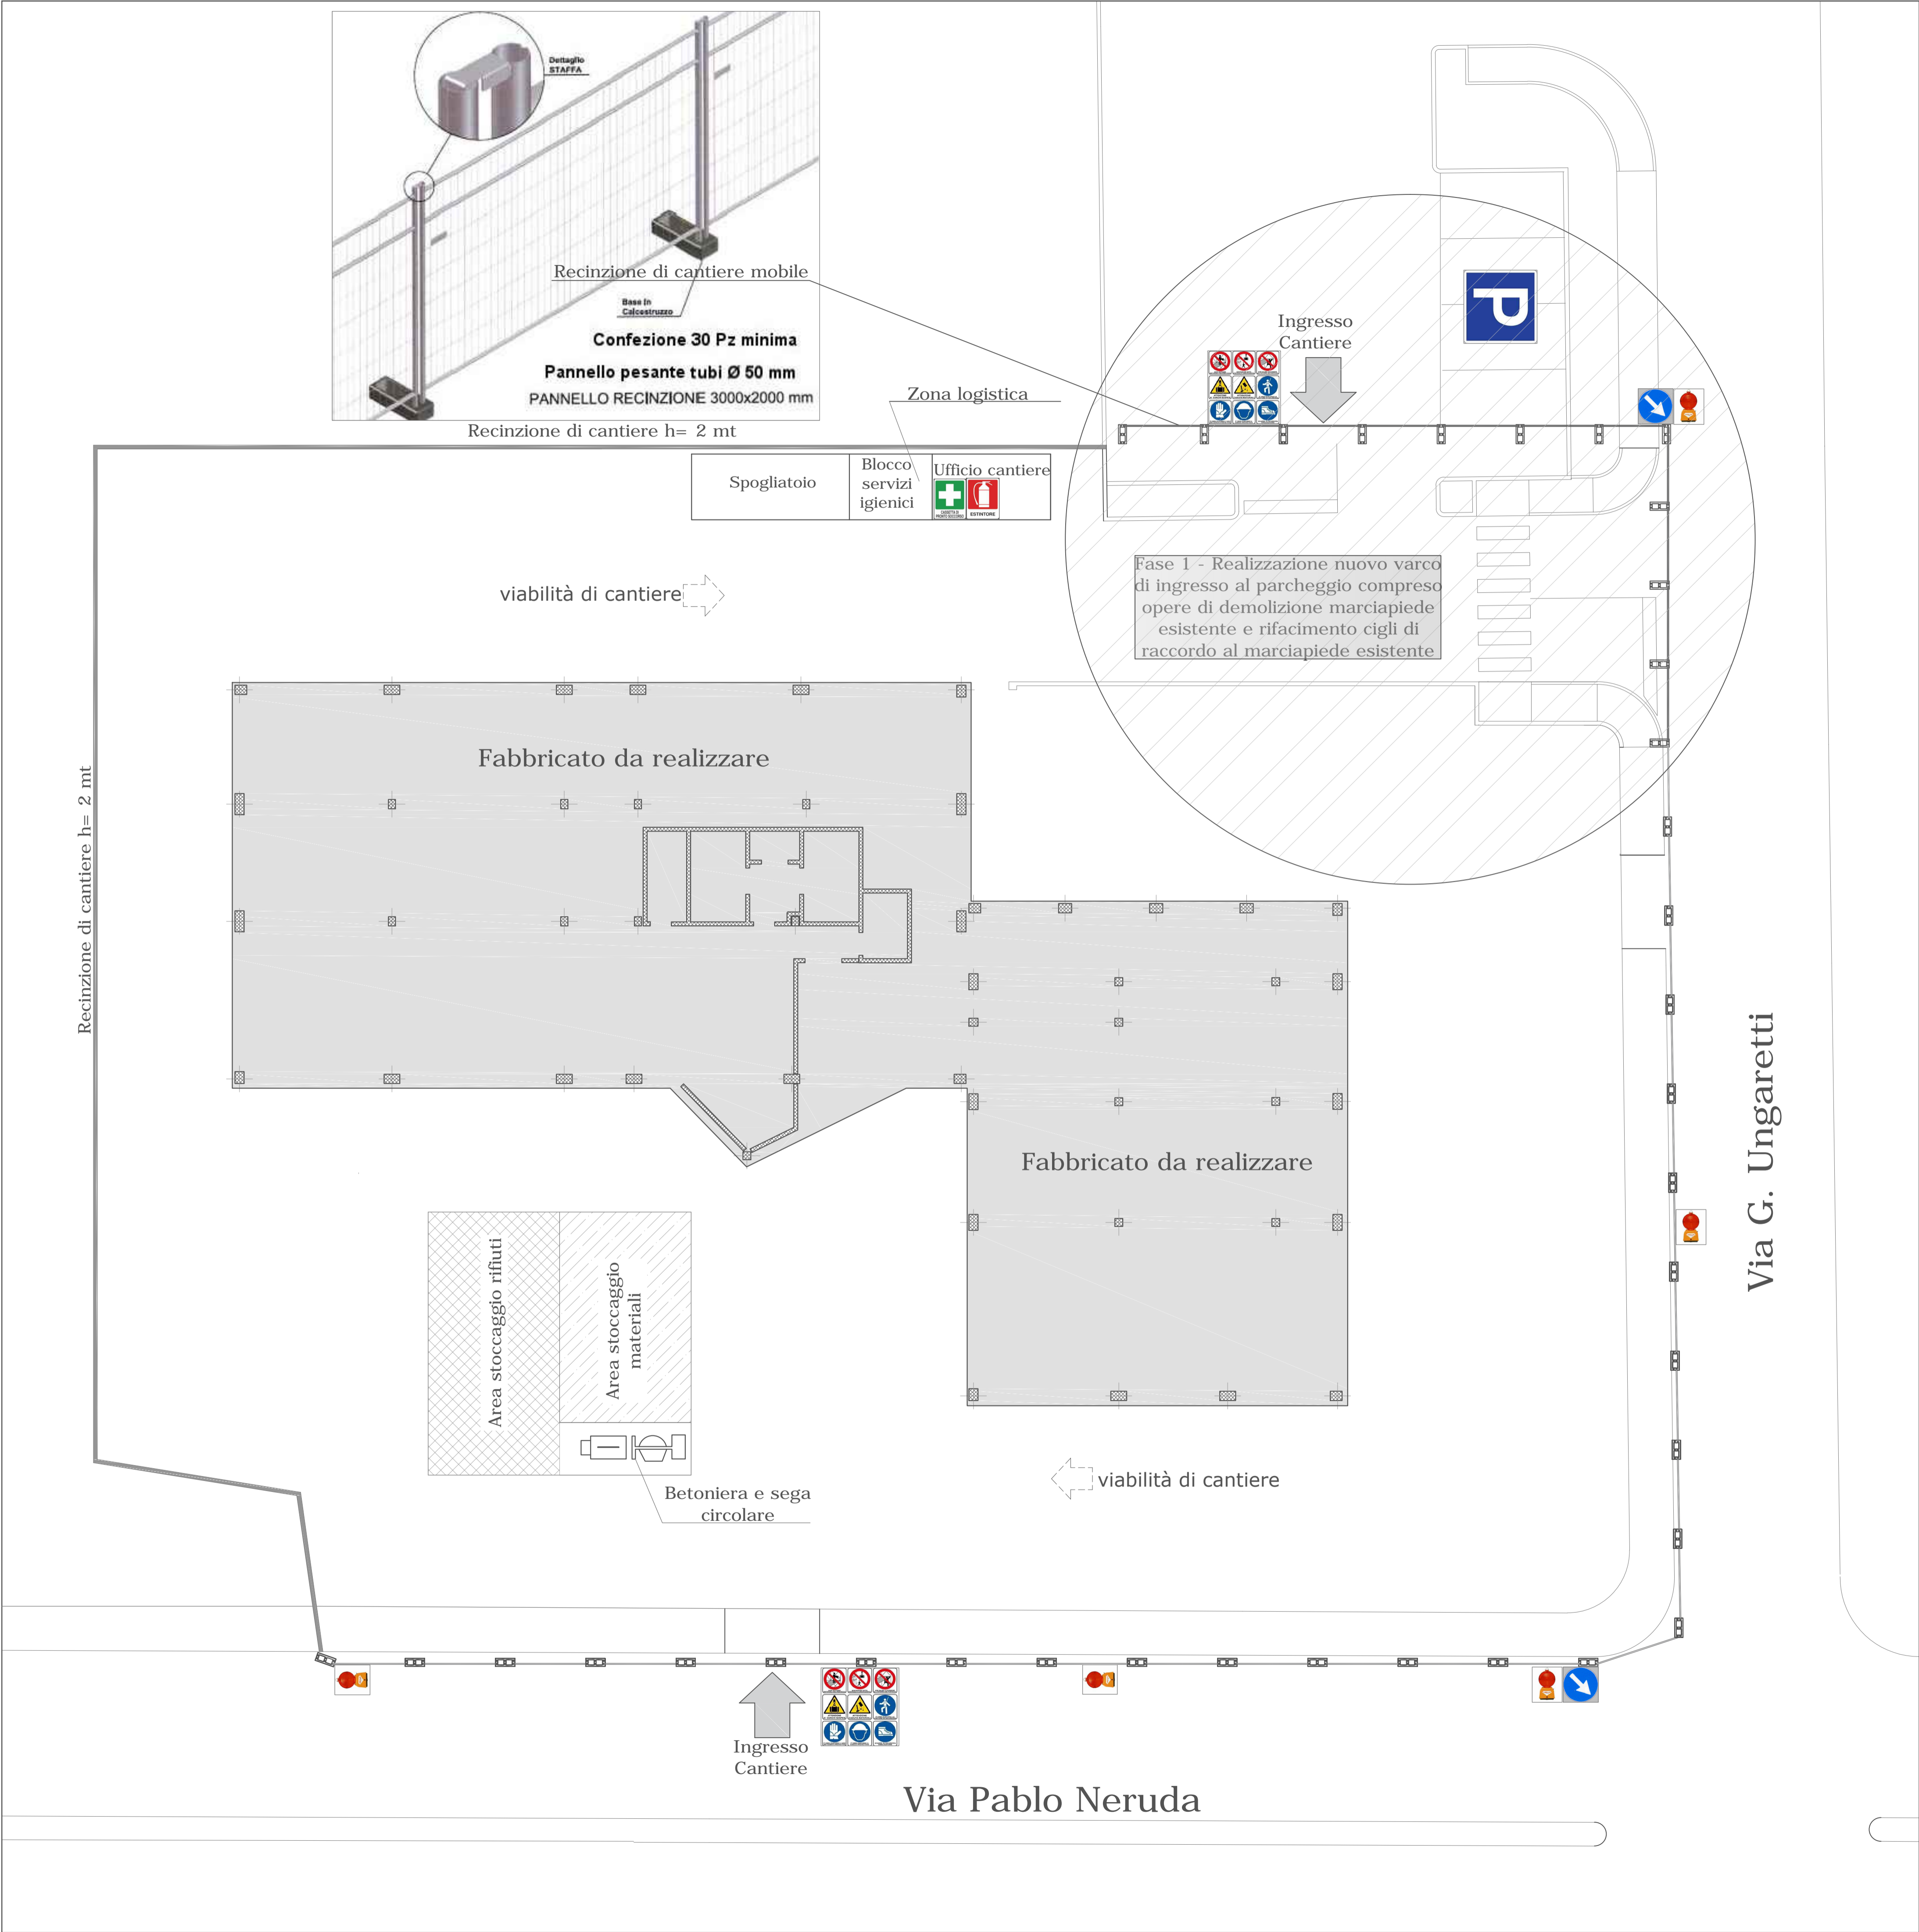 Dettaglio
STAFFA
Recinzione di cantiere mobile
Base in
Calcestruzzo
Confezione 30 Pz minima
Pannello pesante tubi Ø 50 mm
PANNELLO RECINZIONE 3000x2000 mm
Recinzione di cantiere h= 2 mt
Zona logistica
Ingresso
Cantiere
P
Spogliatoio
Blocco
servizi
igienici
Ufficio cantiere
CASSETTA DI
PRONTO SOCCORSO
ESTINTORE
Fase 1 - Realizzazione nuovo varco
di ingresso al parcheggio compreso
opere di demolizione marciapiede
esistente e rifacimento cigli di
raccordo al marciapiede esistente
viabilità di cantiere
Fabbricato da realizzare
Recinzione di cantiere h= 2 mt
Fabbricato da realizzare
Via G. Ungaretti
Area stoccaggio rifiuti
Area stoccaggio
materiali
Betoniera e sega
circolare
viabilità di cantiere
Ingresso
Cantiere
Via Pablo Neruda